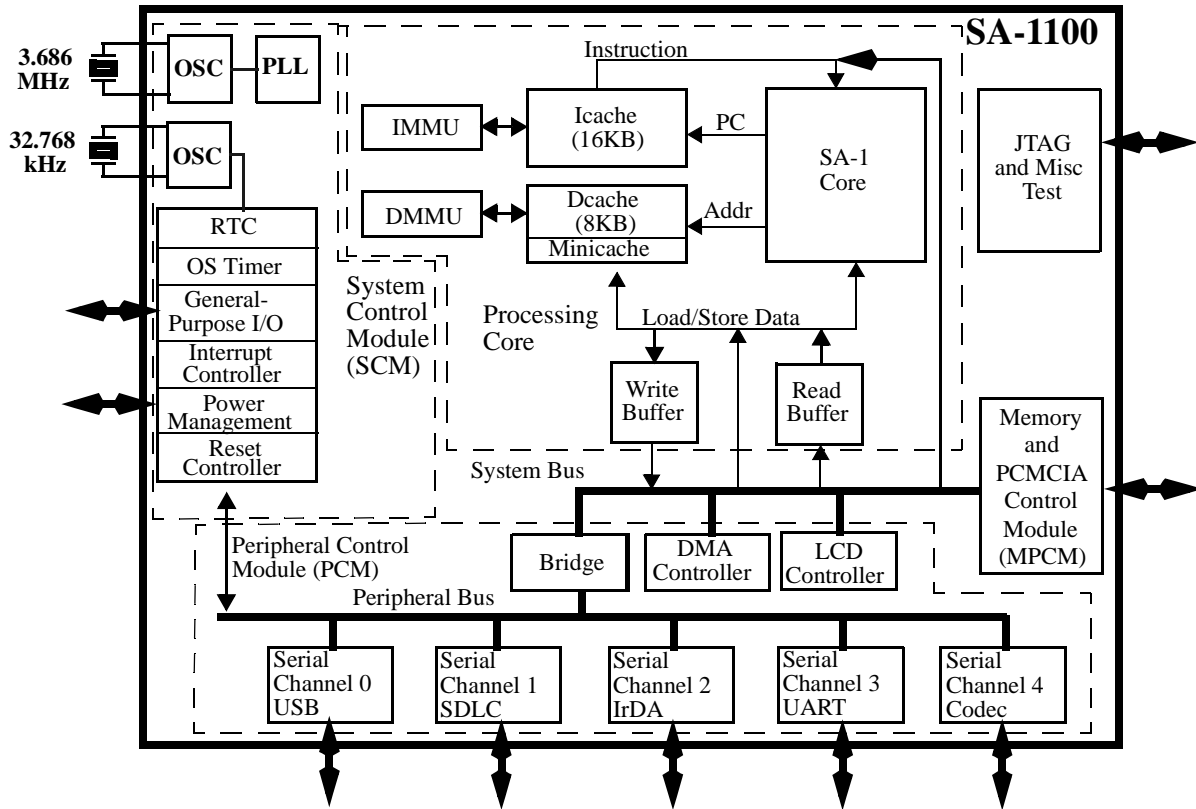 SA-1100
3.686
MHz
OSC
PLL
32.768
kHz
OSC
RTC
OS Timer
General-
Purpose I/O
Interrupt
Controller
Power
Management
Reset
Controller
System
Control
Module
(SCM)
Instruction
IMMU
Icache
(16KB)
PC
SA-1
Core
DMMU
Dcache
(8KB)
Minicache
Addr
JTAG
and Misc
Test
Processing
Core
Load/Store Data
Write
Buffer
Read
Buffer
System Bus
Memory
and
PCMCIA
Control
Module
(MPCM)
Peripheral Control
Module (PCM)
Bridge
DMA
Controller
LCD
Controller
Peripheral Bus
Serial
Channel 0
USB
Serial
Channel 1
SDLC
Serial
Channel 2
IrDA
Serial
Channel 3
UART
Serial
Channel 4
Codec